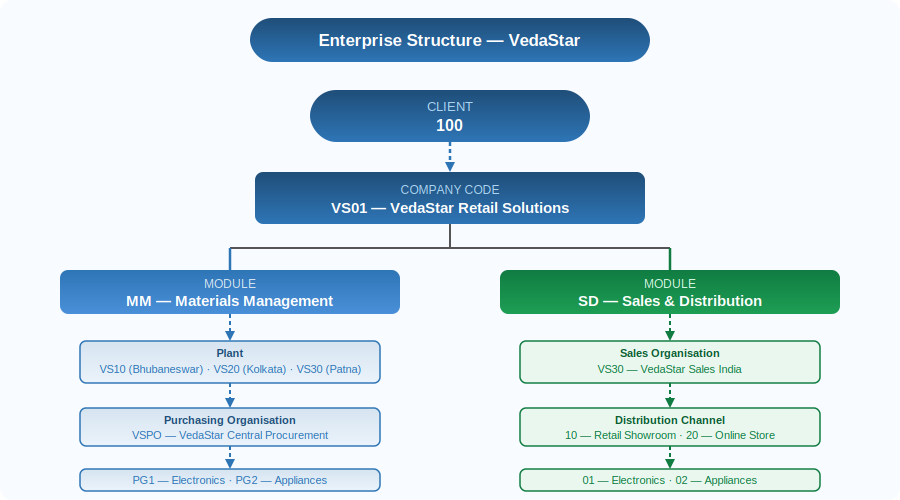 Enterprise Structure — VedaStar
CLIENT
100
COMPANY CODE
VS01 — VedaStar Retail Solutions
MODULE
MM — Materials Management
Plant
VS10 (Bhubaneswar) · VS20 (Kolkata) · VS30 (Patna)
Purchasing Organisation
VSPO — VedaStar Central Procurement
PG1 — Electronics · PG2 — Appliances
MODULE
SD — Sales & Distribution
Sales Organisation
VS30 — VedaStar Sales India
Distribution Channel
10 — Retail Showroom · 20 — Online Store
01 — Electronics · 02 — Appliances